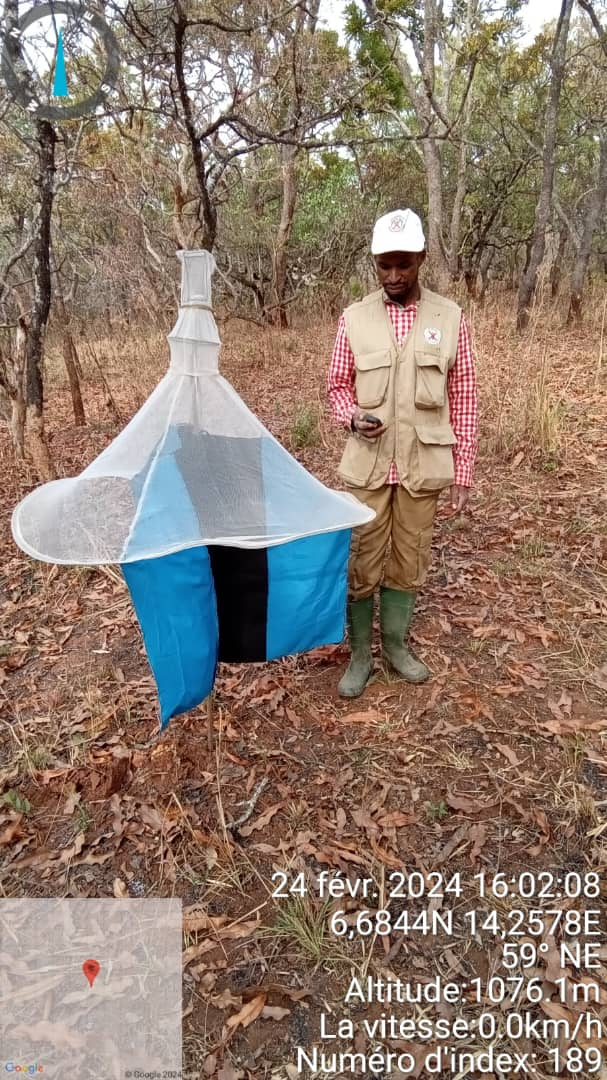 24 févr. 2024 16:02:08
6,6844N 14,2578E
59° NE
Altitude:1076.1m
La vitesse:0.0km/h
Numéro d'index: 189
Google
© Google 2024